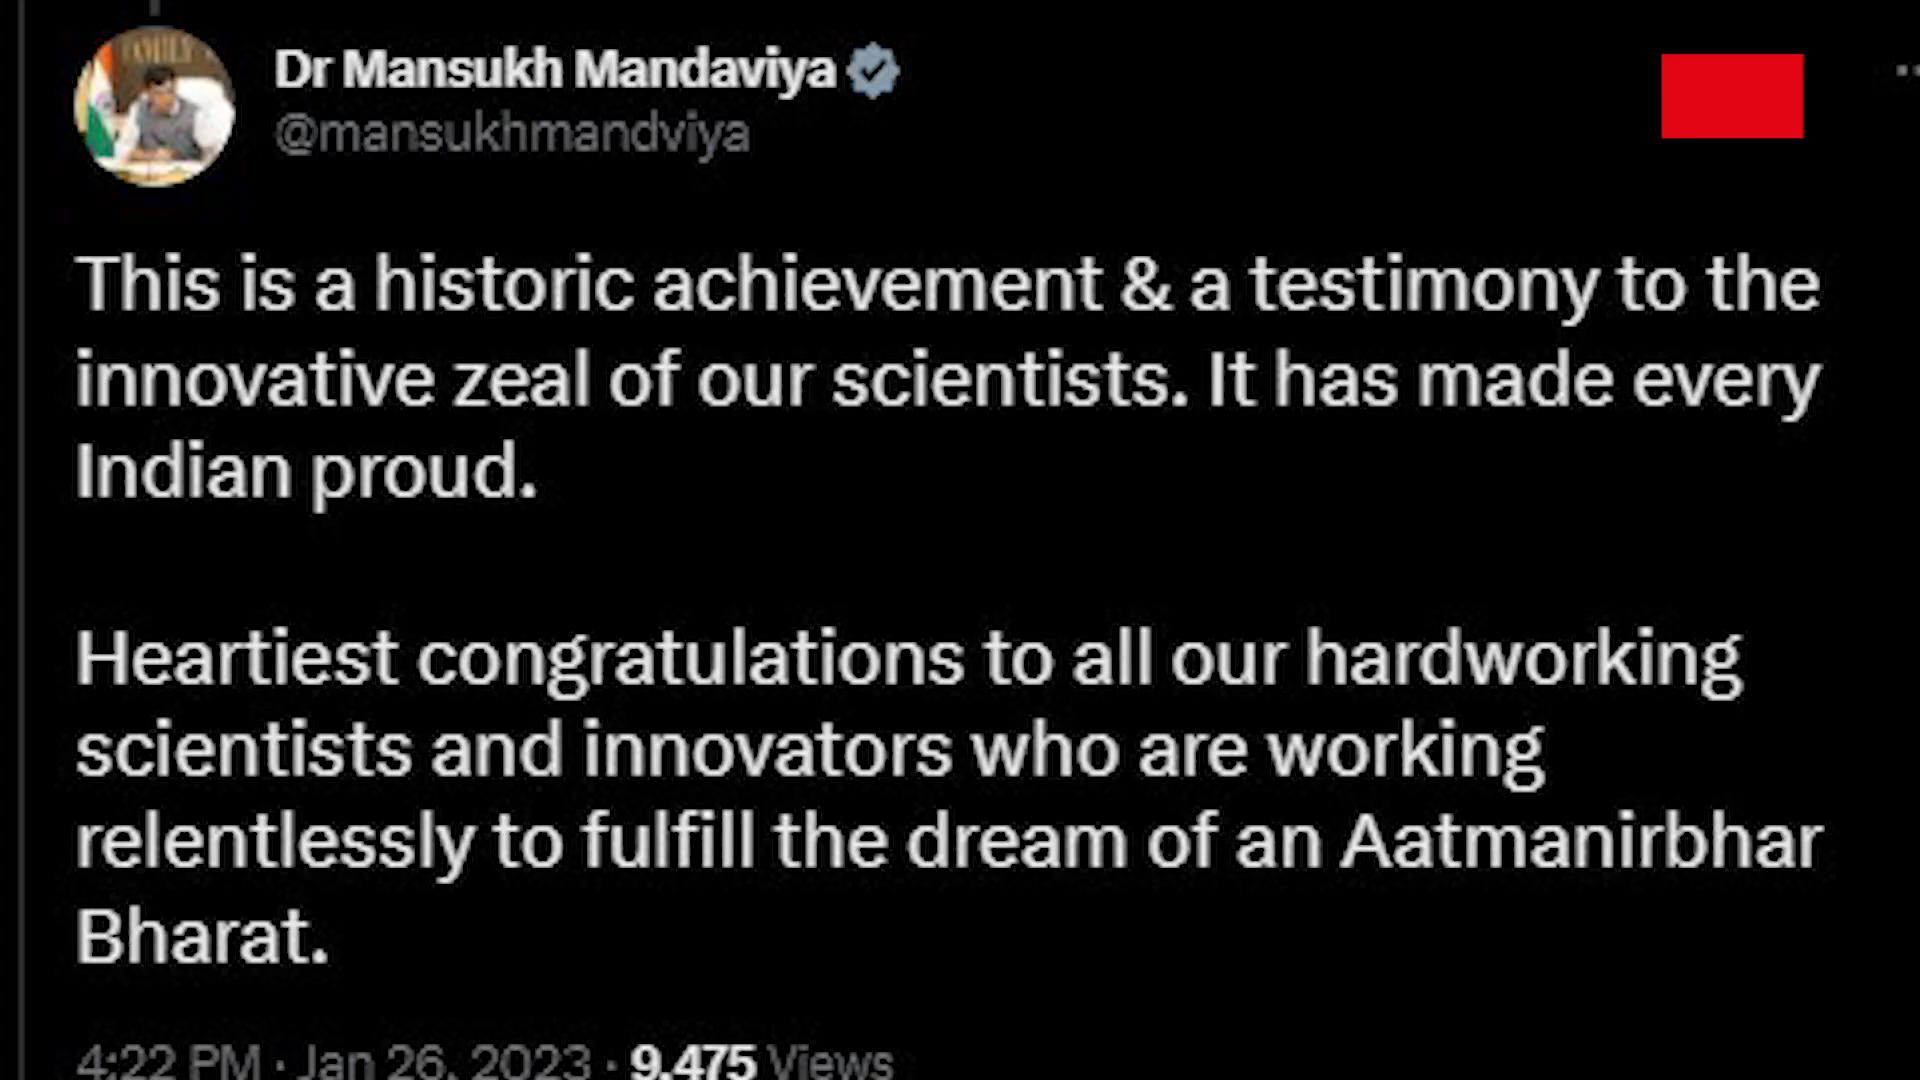 Dr Mansukh Mandaviya
@mansukhmandviya
This is a historic achievement & a testimony to the
innovative zeal of our scientists. It has made every
Indian proud.
Heartiest congratulations to all our hardworking
scientists and innovators who are working
relentlessly to fulfill the dream of an Aatmanirbhar
Bharat.
4:22 PM · Jan 26, 2023 · 9,475 Views